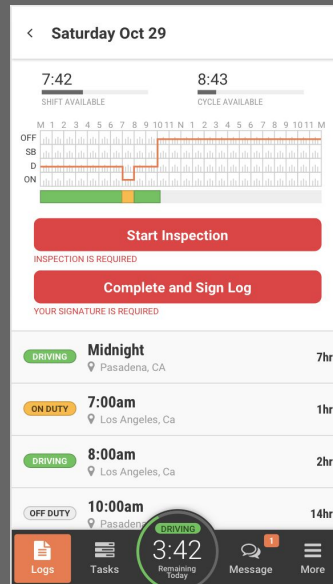 < Saturday Oct 29
7:42 8:43
SHIFT AVAILABLE CYCLE AVAILABLE
M 1 2 3 4 5 6 7 8 9 10 11 N 1 2 3 4 5 6 7 8 9 10 11 M
OFF
SB
D
ON
Start Inspection
INSPECTION IS REQUIRED
Complete and Sign Log
YOUR SIGNATURE IS REQUIRED
DRIVING Midnight 7hr
Pasadena, CA
ON DUTY 7:00am 1hr
Los Angeles, Ca
DRIVING 8:00am 2hr
Los Angeles, Ca
OFF DUTY 10:00am 14hr
Pasadena
DRIVING
3:42
Remaining
Today
1
Logs Tasks Message More